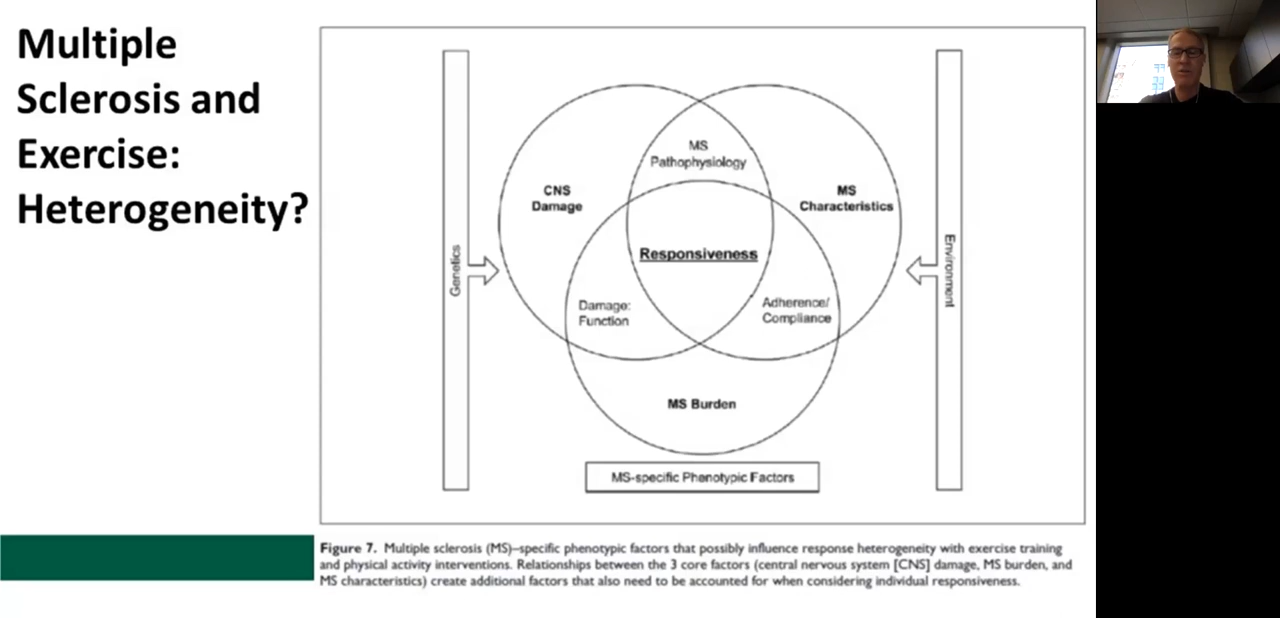 Multiple
Sclerosis and
Exercise:
Heterogeneity?
Genetics
Environment
MS
Pathophysiology
CNS
Damage
MS
Characteristics
Responsiveness
Damage:
Function
Adherence/
Compliance
MS Burden
MS-specific Phenotypic Factors
Figure 7. Multiple sclerosis (MS)–specific phenotypic factors that possibly influence response heterogeneity with exercise training
and physical activity interventions. Relationships between the 3 core factors (central nervous system [CNS] damage, MS burden, and
MS characteristics) create additional factors that also need to be accounted for when considering individual responsiveness.